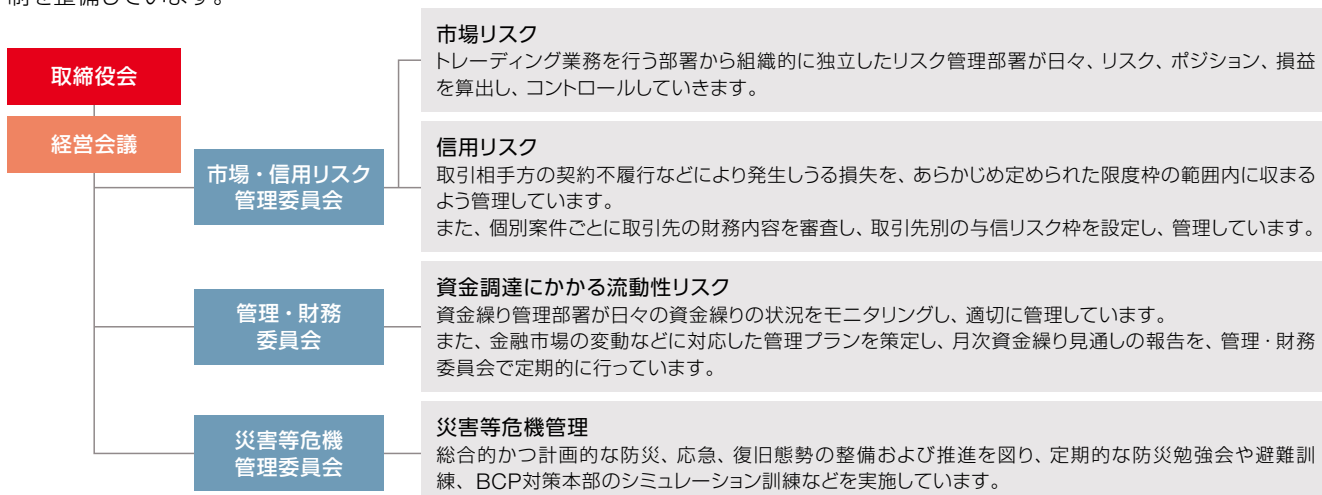 制を整備しています。
取締役会
経営会議
市場・信用リスク
管理委員会
管理・財務
委員会
災害等危機
管理委員会
市場リスク
トレーディング業務を行う部署から組織的に独立したリスク管理部署が日々、リスク、ポジション、損益
を算出し、コントロールしていきます。
信用リスク
取引相手方の契約不履行などにより発生しうる損失を、あらかじめ定められた限度枠の範囲内に収まる
よう管理しています。
また、個別案件ごとに取引先の財務内容を審査し、取引先別の与信リスク枠を設定し、管理しています。
資金調達にかかる流動性リスク
資金繰り管理部署が日々の資金繰りの状況をモニタリングし、適切に管理しています。
また、金融市場の変動などに対応した管理プランを策定し、月次資金繰り見通しの報告を、管理・財務
委員会で定期的に行っています。
災害等危機管理
総合的かつ計画的な防災、応急、復旧態勢の整備および推進を図り、定期的な防災勉強会や避難訓
練、BCP対策本部のシミュレーション訓練などを実施しています。